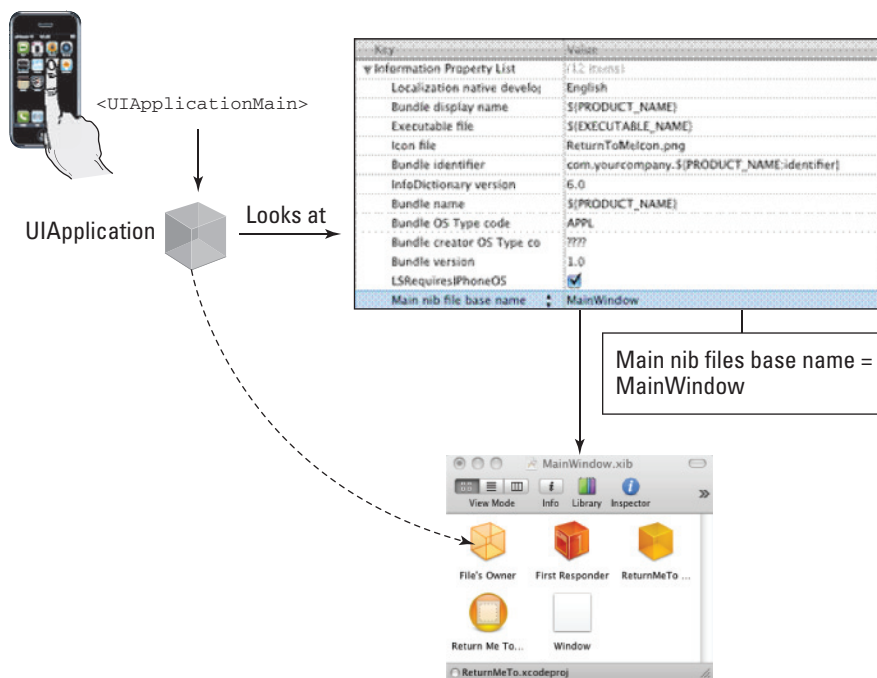 <UIApplicationMain>
UIApplication
Looks at
Key Value
Information Property List (12 items)
Localization native develop English
Bundle display name ${PRODUCT_NAME}
Executable file ${EXECUTABLE_NAME}
Icon file ReturnToMeIcon.png
Bundle identifier com.yourcompany.${PRODUCT_NAME:identifier}
InfoDictionary version 6.0
Bundle name ${PRODUCT_NAME}
Bundle OS Type code APPL
Bundle creator OS Type co ????
Bundle version 1.0
LSRequiresIPhoneOS
Main nib file base name MainWindow
Main nib files base name =
MainWindow
MainWindow.xib
View Mode Info Library Inspector
File's Owner First Responder ReturnMeTo ...
Return Me To... Window
ReturnMeTo.xcodeproj